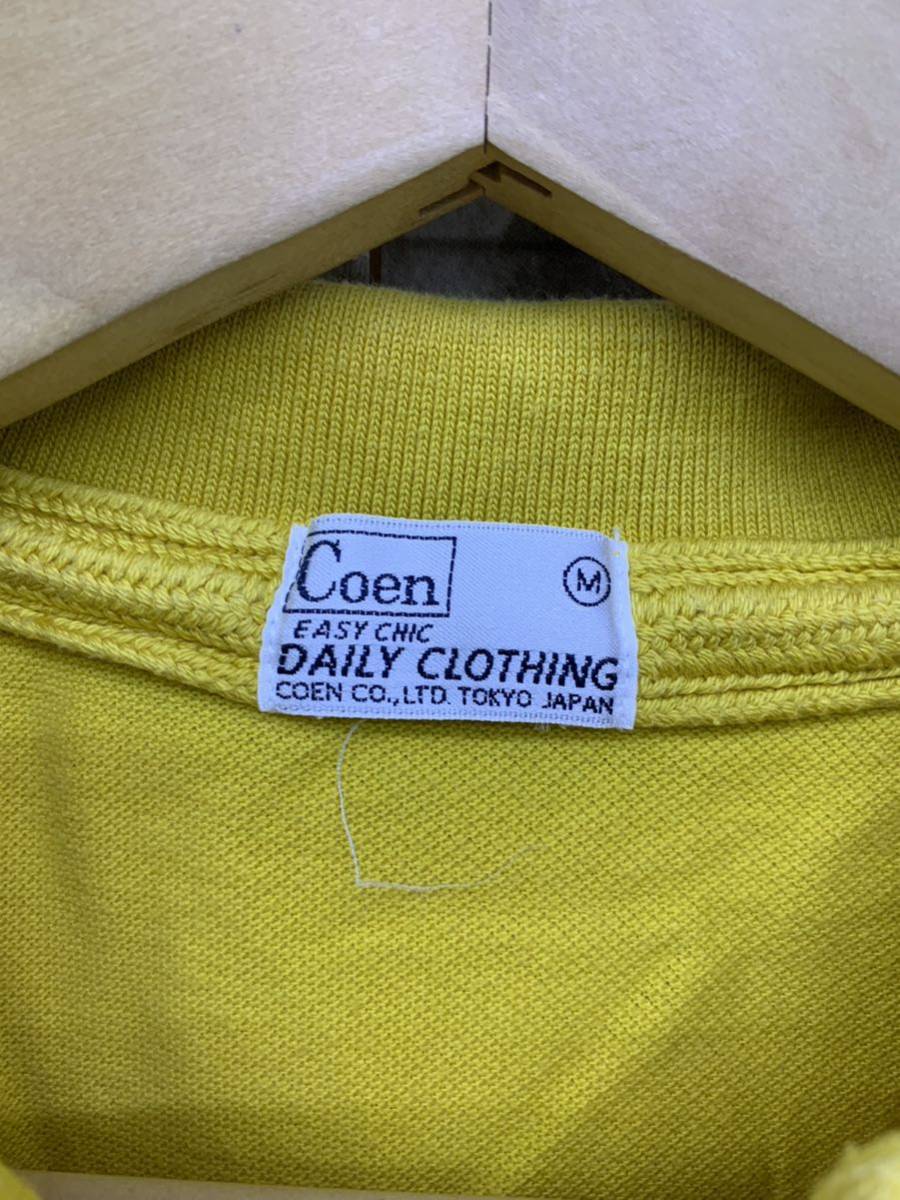 Coen
M
EASY CHIC
DAILY CLOTHING
COEN CO.,LTD. TOKYO JAPAN